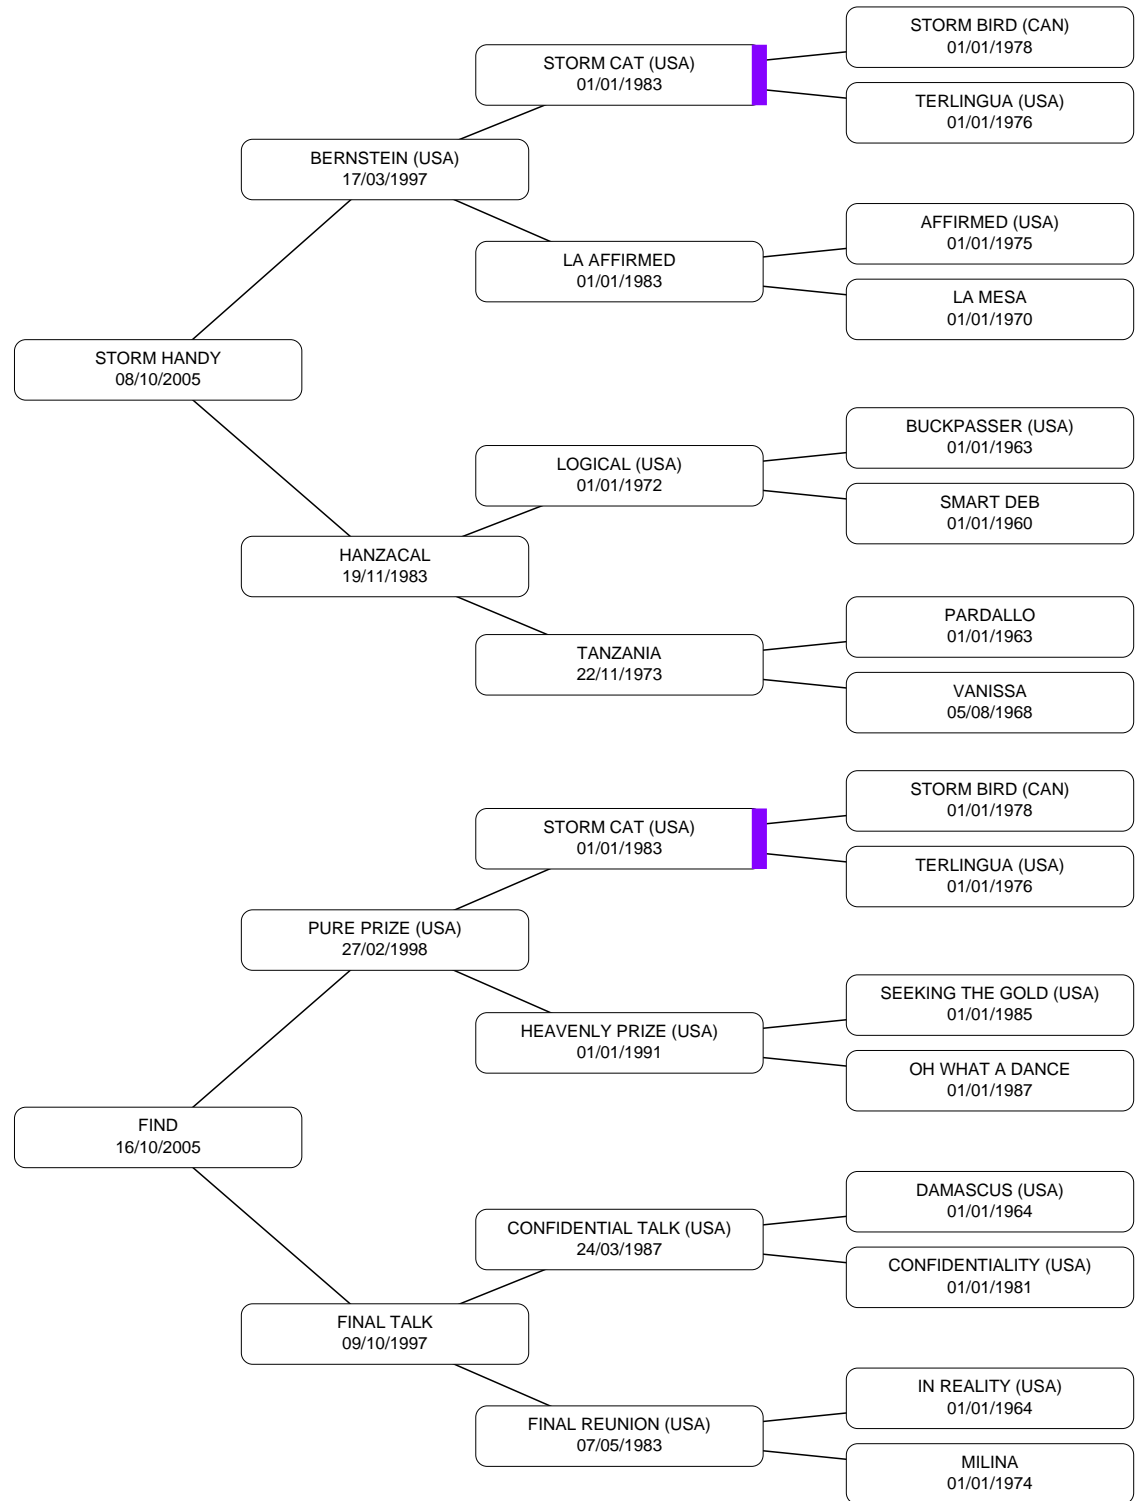 STORM BIRD (CAN)
01/01/1978
STORM CAT (USA)
01/01/1983
TERLINGUA (USA)
01/01/1976
BERNSTEIN (USA)
17/03/1997
AFFIRMED (USA)
01/01/1975
LA AFFIRMED
01/01/1983
LA MESA
01/01/1970
STORM HANDY
08/10/2005
BUCKPASSER (USA)
01/01/1963
LOGICAL (USA)
01/01/1972
SMART DEB
01/01/1960
HANZACAL
19/11/1983
PARDALLO
01/01/1963
TANZANIA
22/11/1973
VANISSA
05/08/1968
STORM BIRD (CAN)
01/01/1978
STORM CAT (USA)
01/01/1983
TERLINGUA (USA)
01/01/1976
PURE PRIZE (USA)
27/02/1998
SEEKING THE GOLD (USA)
01/01/1985
HEAVENLY PRIZE (USA)
01/01/1991
OH WHAT A DANCE
01/01/1987
FIND
16/10/2005
DAMASCUS (USA)
01/01/1964
CONFIDENTIAL TALK (USA)
24/03/1987
CONFIDENTIALITY (USA)
01/01/1981
FINAL TALK
09/10/1997
IN REALITY (USA)
01/01/1964
FINAL REUNION (USA)
07/05/1983
MILINA
01/01/1974